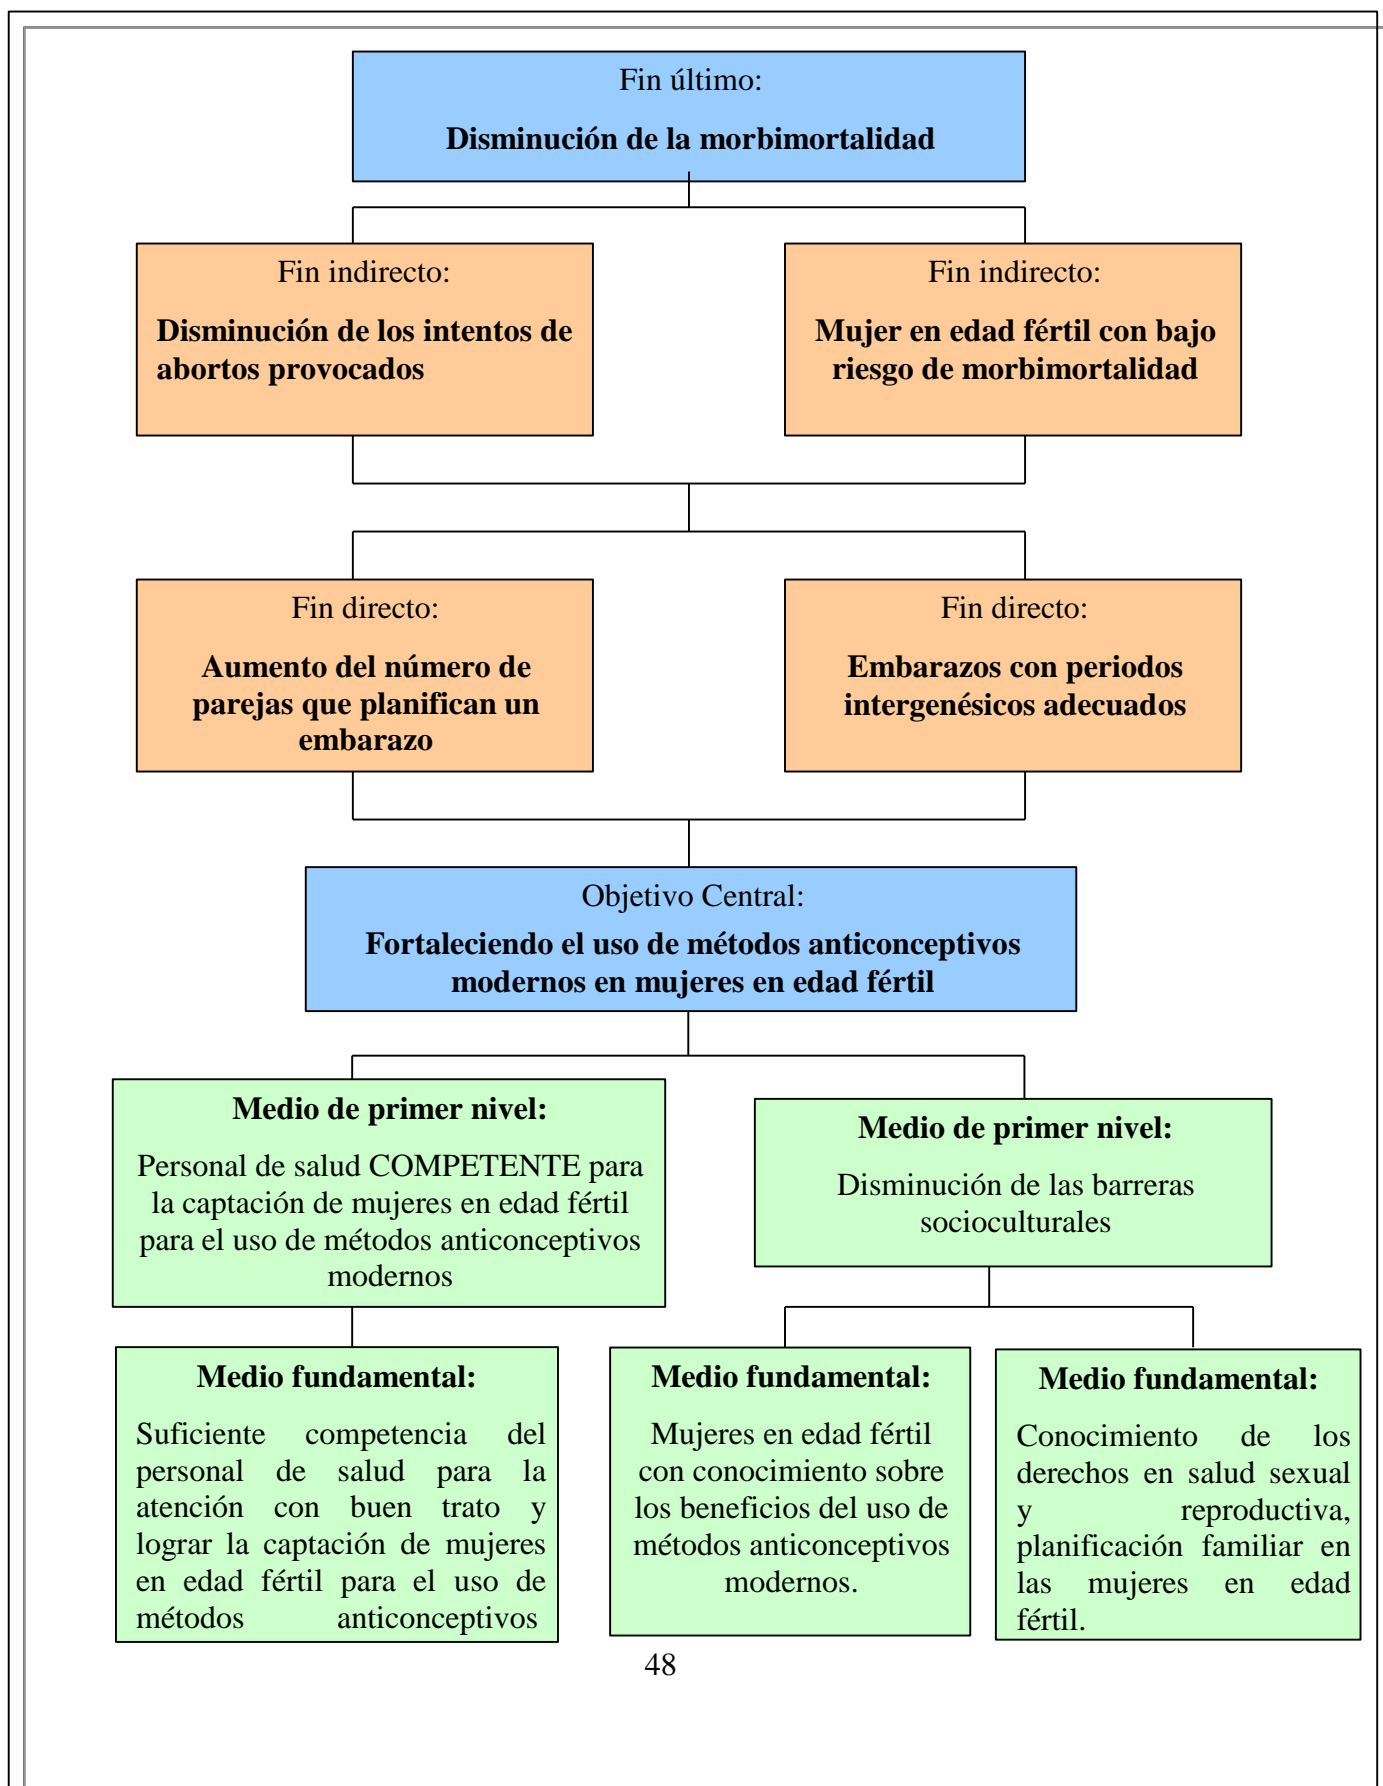 Fin último:
Disminución de la morbimortalidad
Fin indirecto:
Disminución de los intentos de
abortos provocados
Fin indirecto:
Mujer en edad fértil con bajo
riesgo de morbimortalidad
Fin directo:
Aumento del número de
parejas que planifican un
embarazo
Fin directo:
Embarazos con periodos
intergenésicos adecuados
Objetivo Central:
Fortaleciendo el uso de métodos anticonceptivos
modernos en mujeres en edad fértil
Medio de primer nivel:
Personal de salud COMPETENTE para
la captación de mujeres en edad fértil
para el uso de métodos anticonceptivos
modernos
Medio de primer nivel:
Disminución de las barreras
socioculturales
Medio fundamental:
Suficiente competencia del
personal de salud para la
atención con buen trato y
lograr la captación de mujeres
en edad fértil para el uso de
métodos anticonceptivos
Medio fundamental:
Mujeres en edad fértil
con conocimiento sobre
los beneficios del uso de
métodos anticonceptivos
modernos.
Medio fundamental:
Conocimiento de los
derechos en salud sexual
y reproductiva,
planificación familiar en
las mujeres en edad
fértil.
48